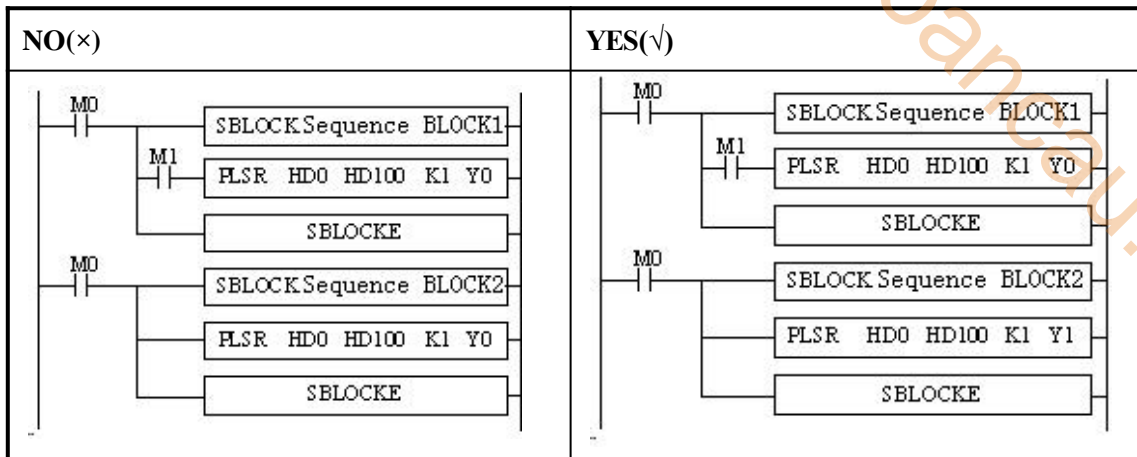 NO(×)
YES(√)
M0
SBLOCK Sequence BLOCK1
M1
PLSR HD0 HD100 K1 Y0
SBLOCKE
M0
SBLOCK Sequence BLOCK2
PLSR HD0 HD100 K1 Y0
SBLOCKE
M0
SBLOCK Sequence BLOCK1
M1
PLSR HD0 HD100 K1 Y0
SBLOCKE
M0
SBLOCK Sequence BLOCK2
PLSR HD0 HD100 K1 Y1
SBLOCKE